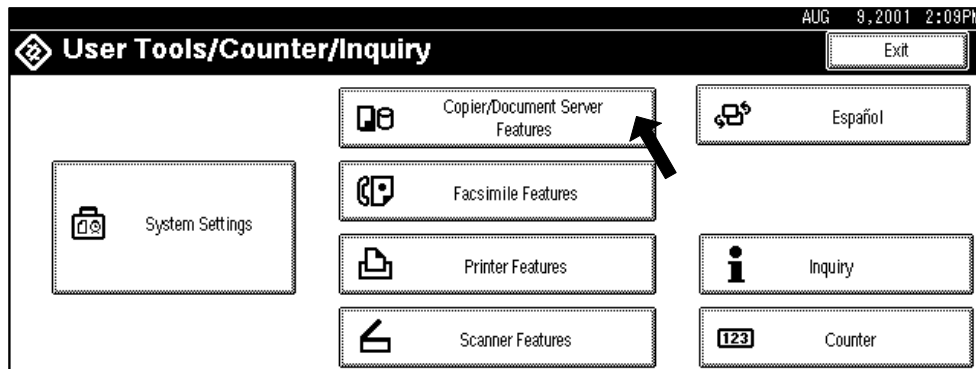 AUG 9,2001 2:09PM
User Tools/Counter/Inquiry
Exit
Copier/Document Server
Features
Español
Facsimile Features
System Settings
Printer Features
Inquiry
Scanner Features
123
Counter